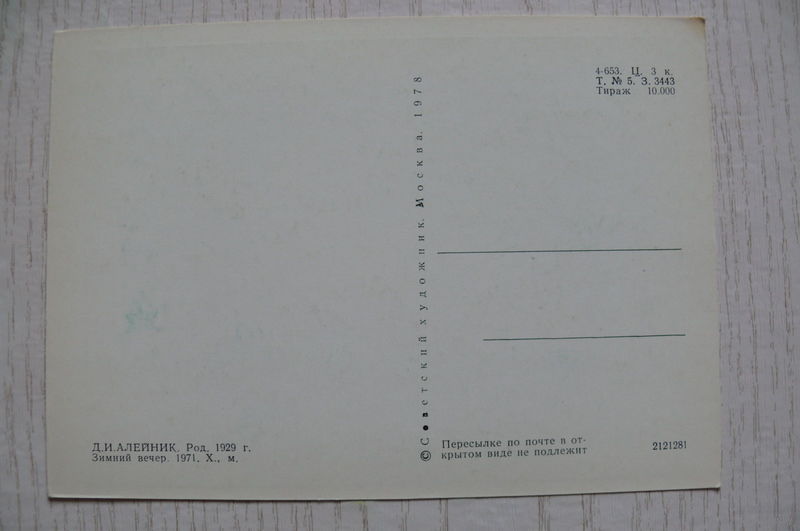 4-653. Ц. 3 к.
Т. № 5. З. 3443
Тираж 10.000
© Советский художник. Москва. 1978
Д.И.АЛЕЙНИК. Род. 1929 г.
Зимний вечер. 1971. Х., м.
Пересылке по почте в от-
крытом виде не подлежит
2121281